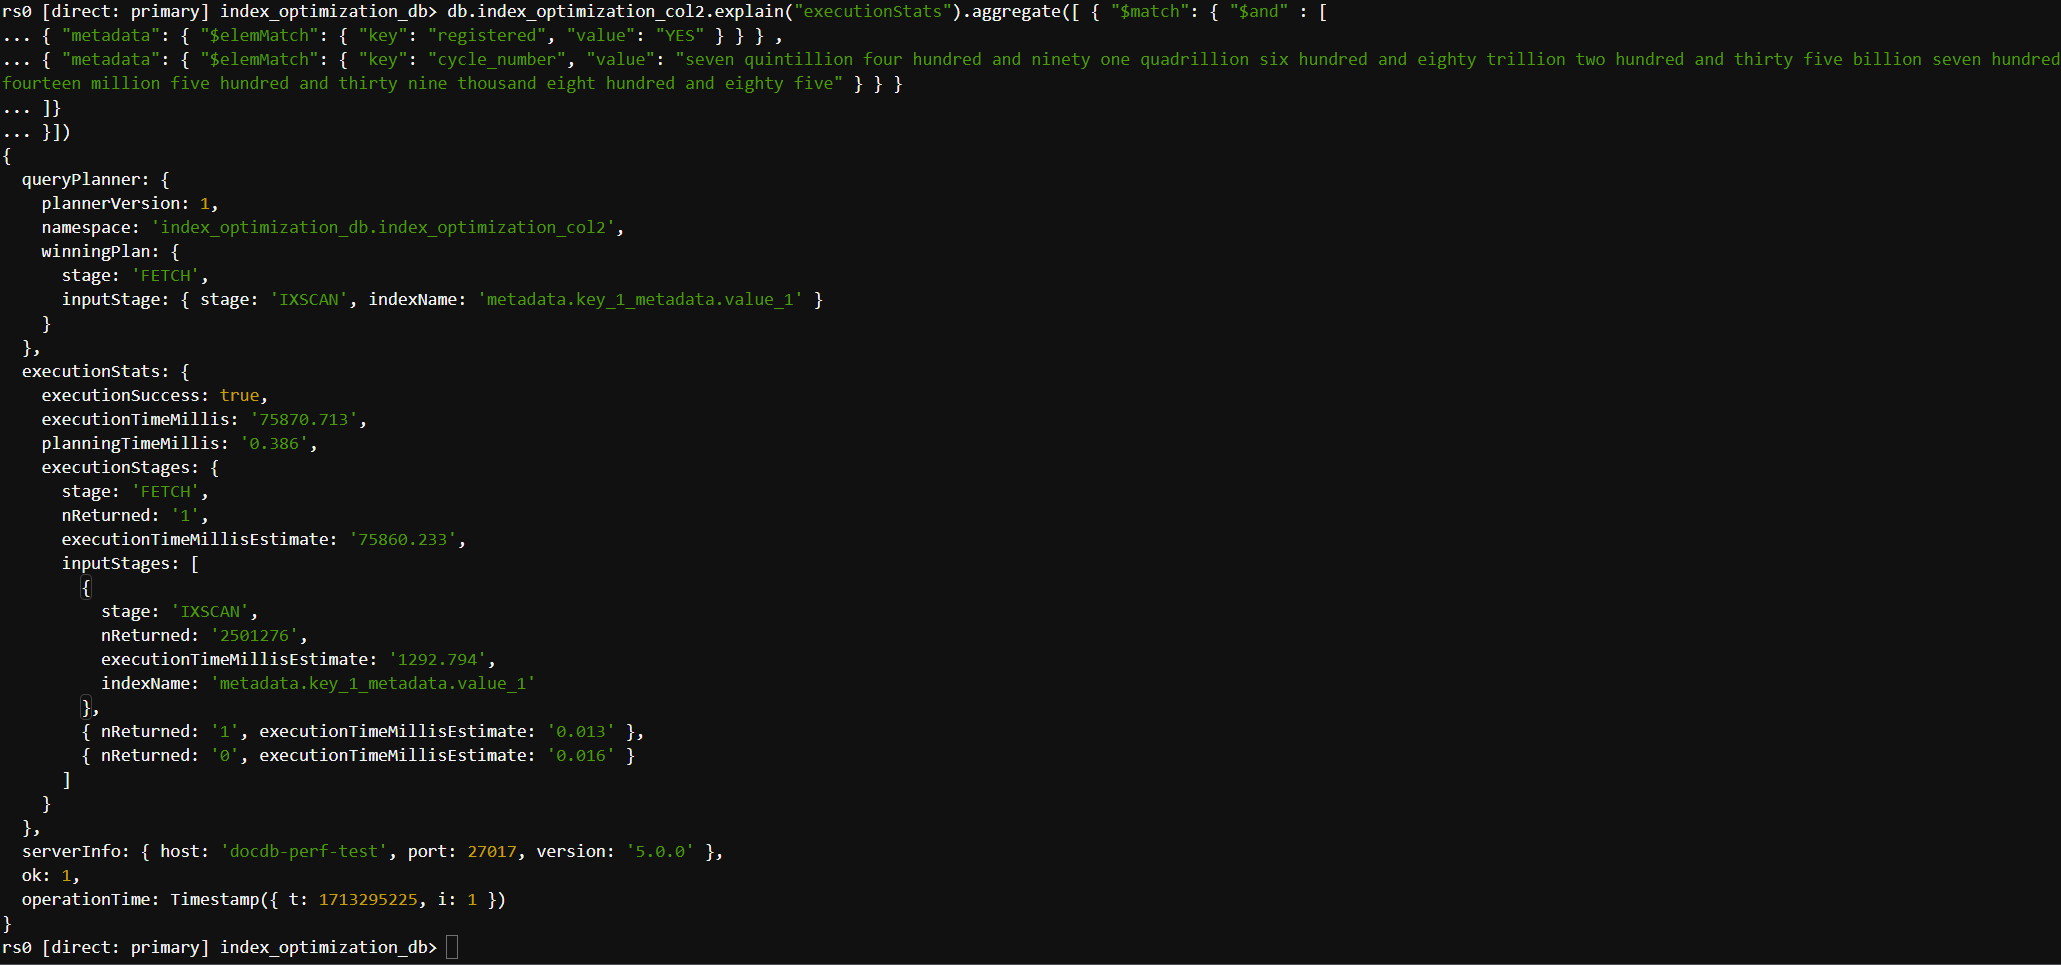 rs0 [direct: primary] index_optimization_db> db.index_optimization_col2.explain("executionStats").aggregate([ { "$match": { "$and" : [
... { "metadata": { "$elemMatch": { "key": "registered", "value": "YES" } } } ,
... { "metadata": { "$elemMatch": { "key": "cycle_number", "value": "seven quintillion four hundred and ninety one quadrillion six hundred and eighty trillion two hundred and thirty five billion seven hundred
fourteen million five hundred and thirty nine thousand eight hundred and eighty five" } } }
... ]}
... }])
{
  queryPlanner: {
    plannerVersion: 1,
    namespace: 'index_optimization_db.index_optimization_col2',
    winningPlan: {
      stage: 'FETCH',
      inputStage: { stage: 'IXSCAN', indexName: 'metadata.key_1_metadata.value_1' }
    }
  },
  executionStats: {
    executionSuccess: true,
    executionTimeMillis: '75870.713',
    planningTimeMillis: '0.386',
    executionStages: {
      stage: 'FETCH',
      nReturned: '1',
      executionTimeMillisEstimate: '75860.233',
      inputStages: [
        {
          stage: 'IXSCAN',
          nReturned: '2501276',
          executionTimeMillisEstimate: '1292.794',
          indexName: 'metadata.key_1_metadata.value_1'
        },
        { nReturned: '1', executionTimeMillisEstimate: '0.013' },
        { nReturned: '0', executionTimeMillisEstimate: '0.016' }
      ]
    }
  },
  serverInfo: { host: 'docdb-perf-test', port: 27017, version: '5.0.0' },
  ok: 1,
  operationTime: Timestamp({ t: 1713295225, i: 1 })
}
rs0 [direct: primary] index_optimization_db>